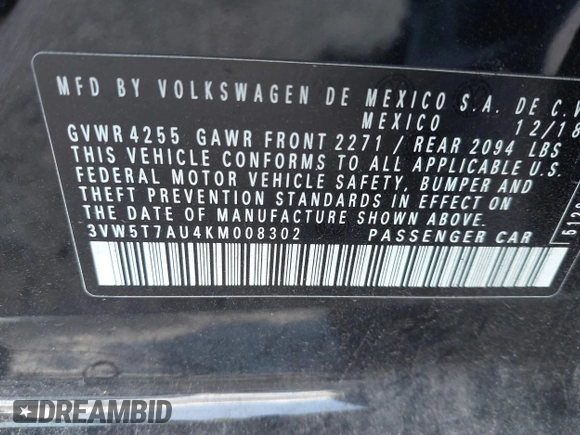 MFD BY VOLKSWAGEN DE MEXICO S.A. DE C.V
MEXICO 12/18
GVWR 4255 GAWR FRONT 2271 / REAR 2094 LBS
THIS VEHICLE CONFORMS TO ALL APPLICABLE U.S.
FEDERAL MOTOR VEHICLE SAFETY, BUMPER AND
THEFT PREVENTION STANDARDS IN EFFECT ON
THE DATE OF MANUFACTURE SHOWN ABOVE.
3VW5T7AU4KM008302 PASSENGER CAR
DREAMBID